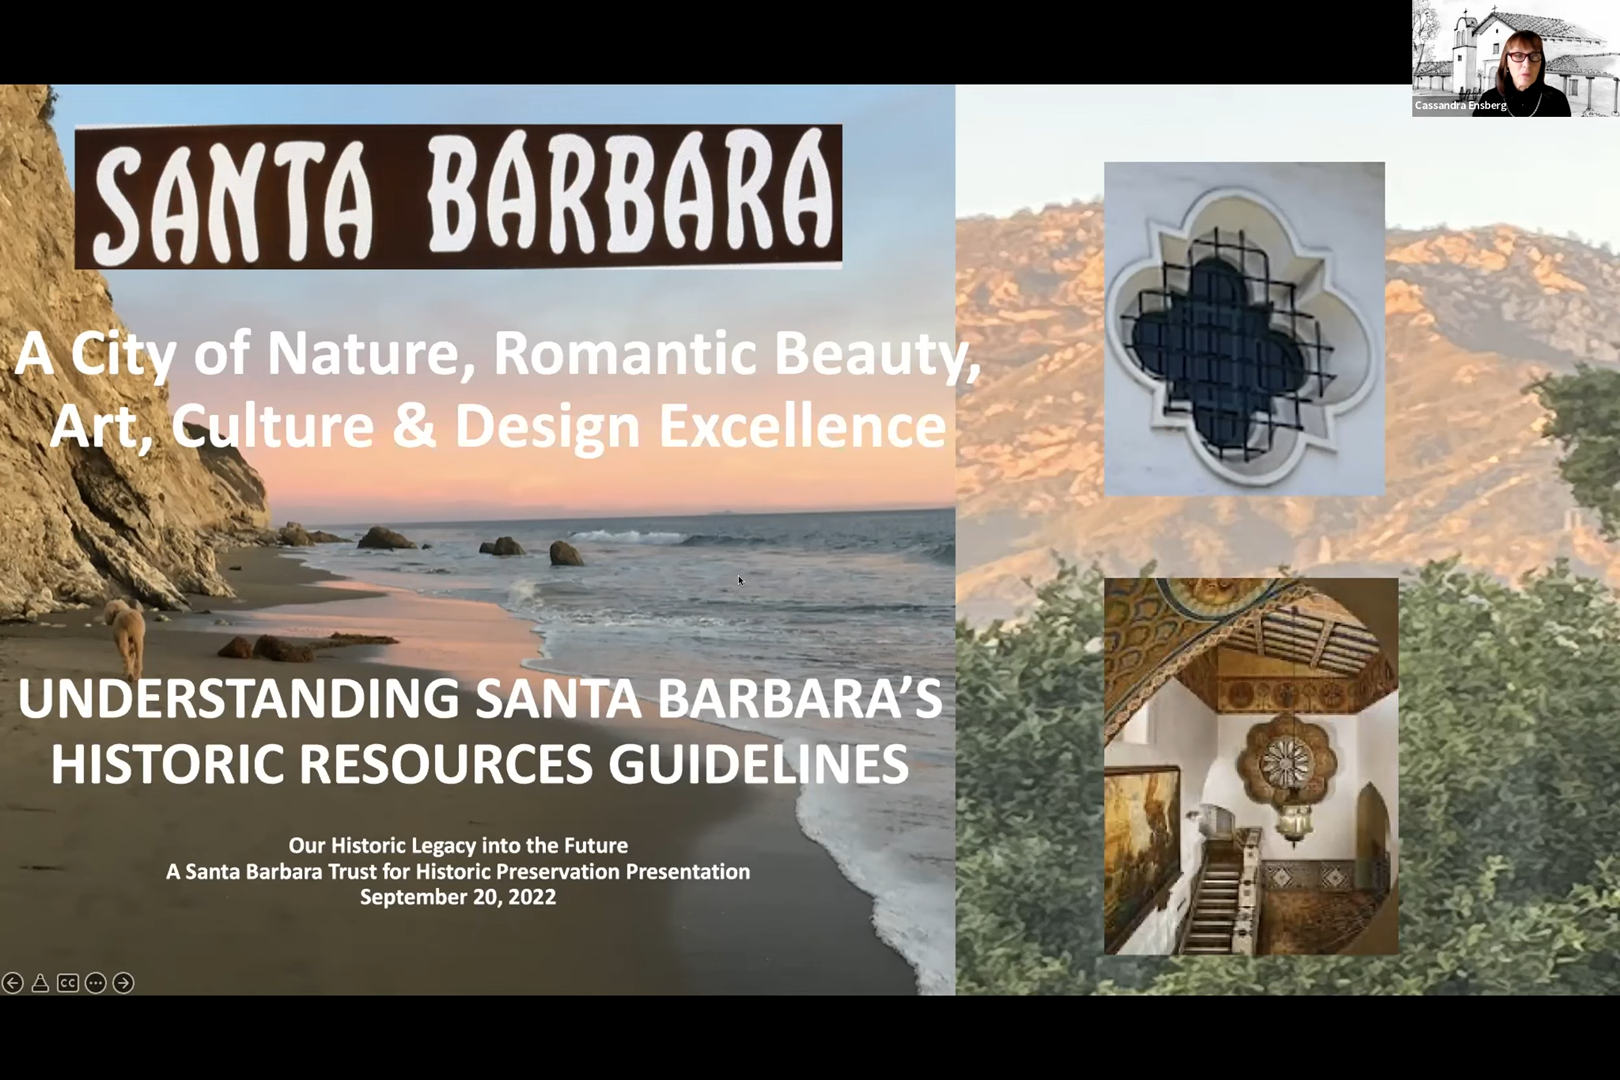 Cassandra Ensberg
SANTA BARBARA
A City of Nature, Romantic Beauty,
Art, Culture & Design Excellence
UNDERSTANDING SANTA BARBARA’S
HISTORIC RESOURCES GUIDELINES
Our Historic Legacy into the Future
A Santa Barbara Trust for Historic Preservation Presentation
September 20, 2022
CC